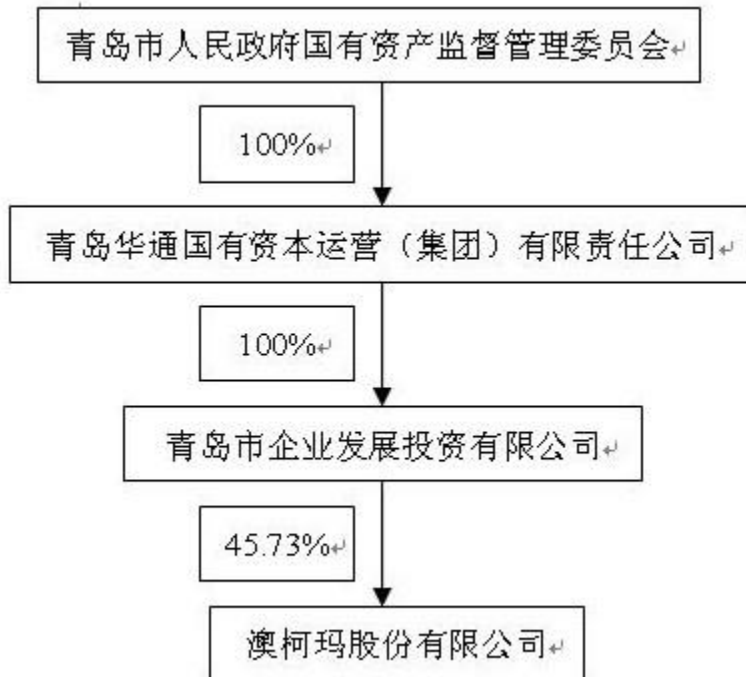 青岛市人民政府国有资产监督管理委员会↵
100%↵
青岛华通国有资本运营（集团）有限责任公司↵
100%↵
青岛市企业发展投资有限公司↵
45.73%↵
澳柯玛股份有限公司↵